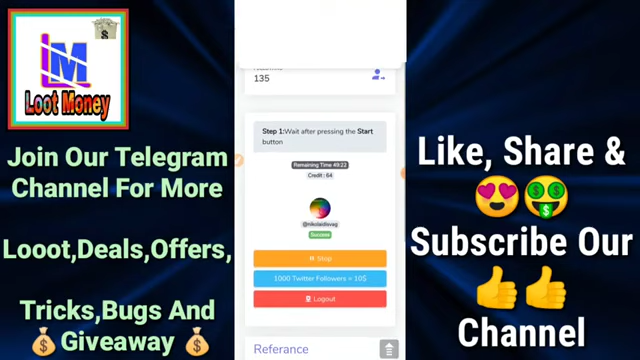 LM
Loot Money
Join Our Telegram
Channel For More
Looot,Deals,Offers,
Tricks,Bugs And
Giveaway
135
Step 1:Wait after pressing the Start
button
Remaining Time 49:22
Credit : 64
@nikolaidisvag
Success
Stop
1000 Twitter Followers = 10$
Logout
Referance
Like, Share &
Subscribe Our
Channel